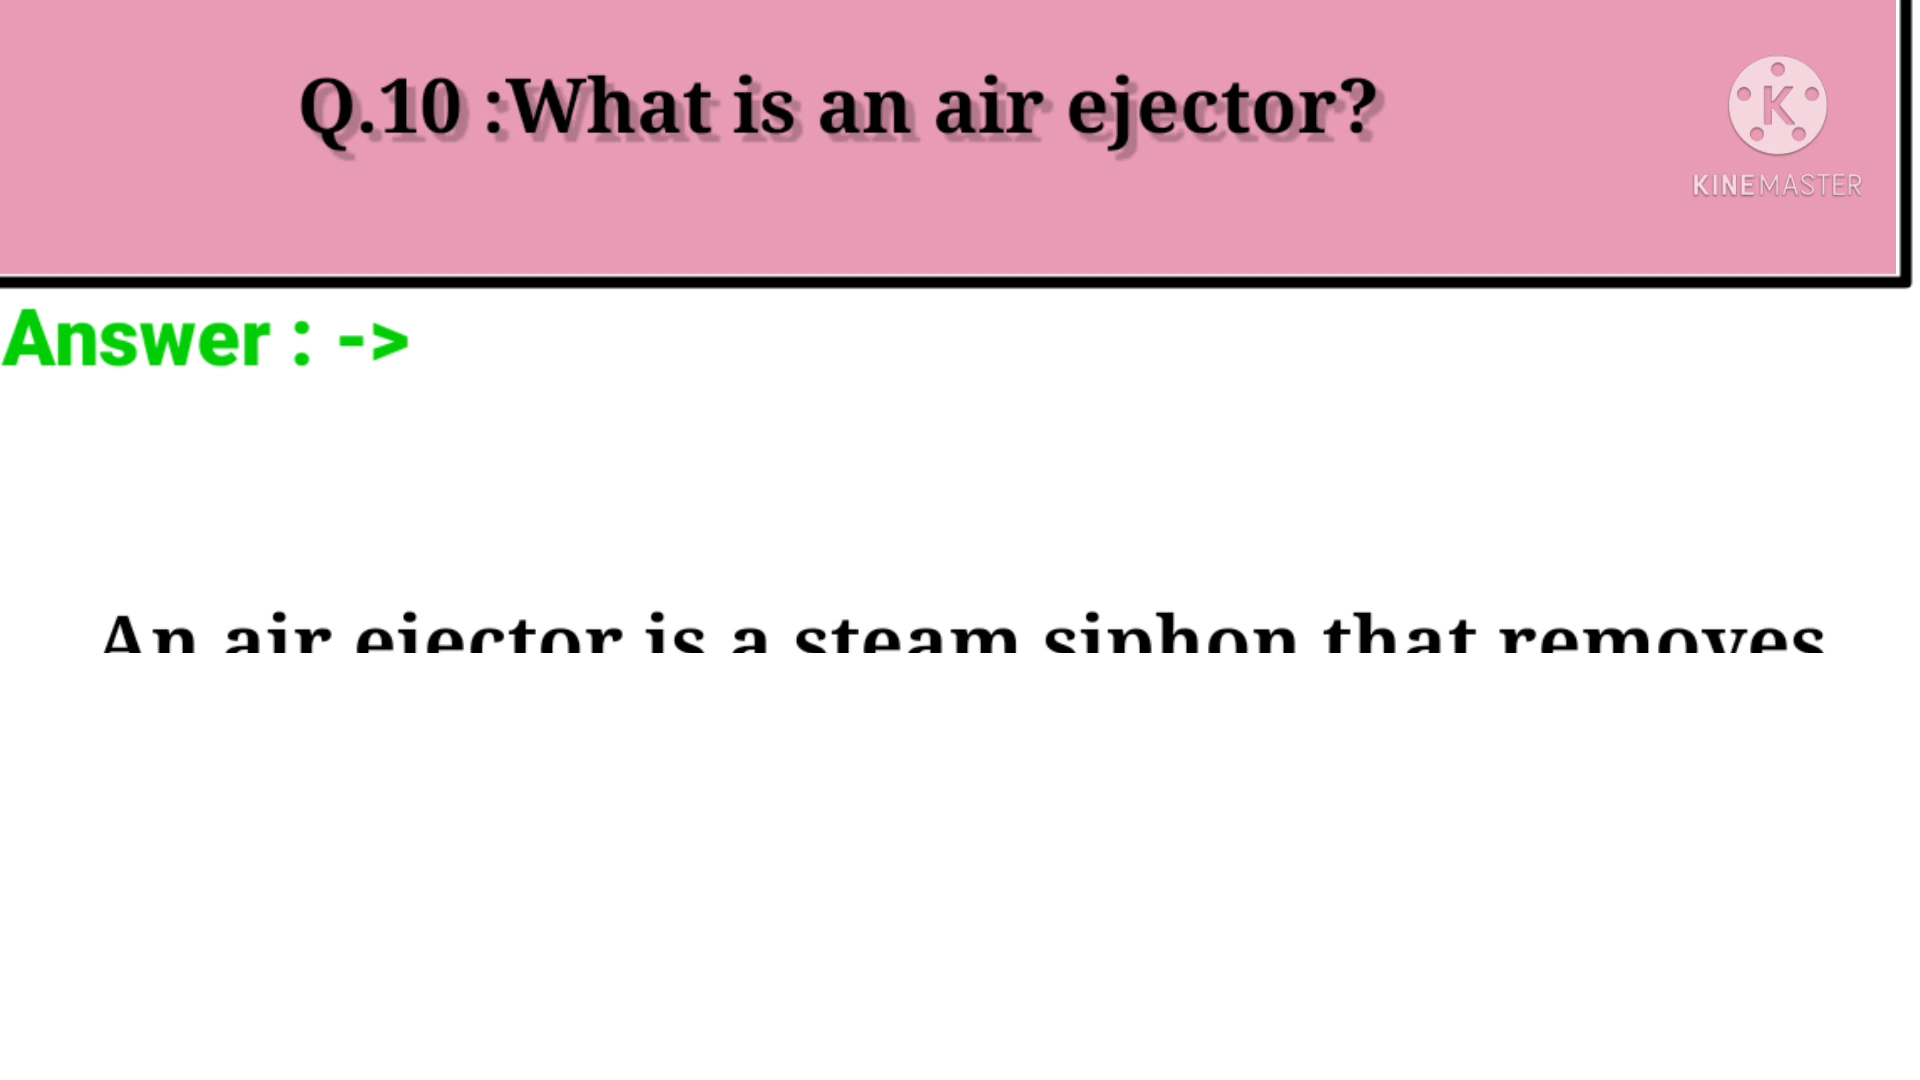 Q.10 :What is an air ejector?
KINEMASTER
Answer : ->
An air ejector is a steam siphon that removes